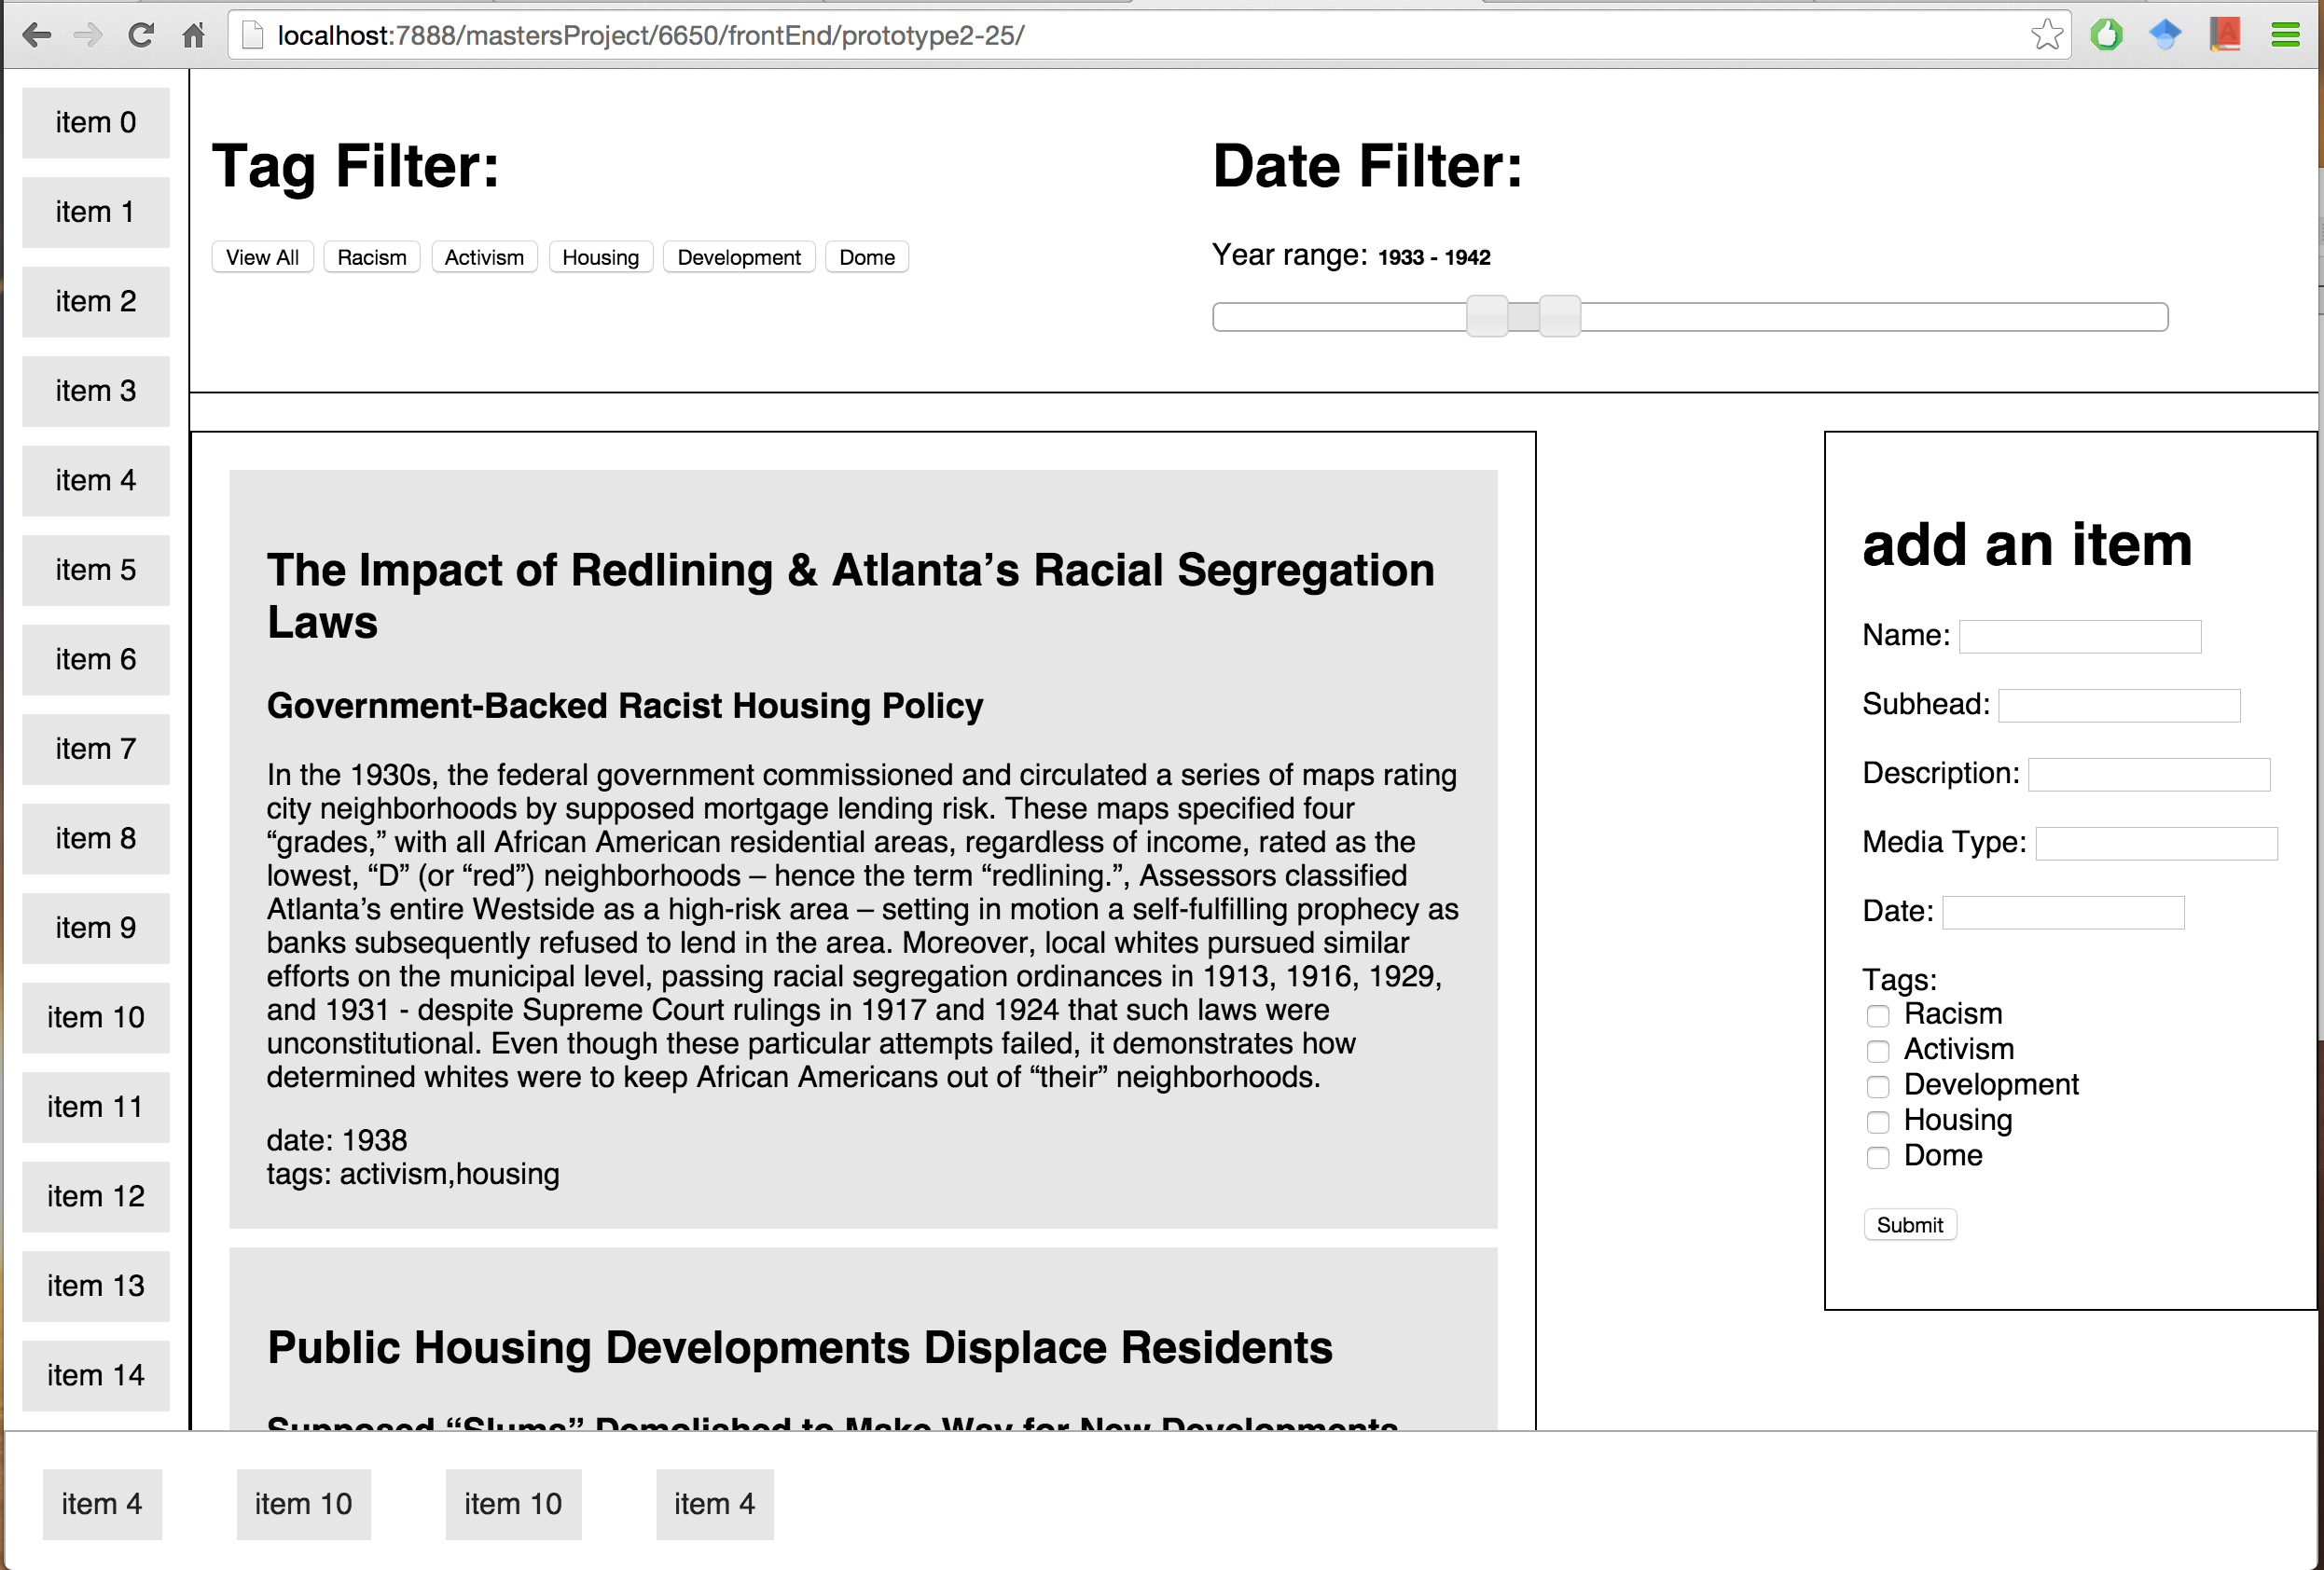 localhost:7888/mastersProject/6650/frontEnd/prototype2-25/
item 0
item 1
item 2
item 3
item 4
item 5
item 6
item 7
item 8
item 9
item 10
item 11
item 12
item 13
item 14
Tag Filter:
View All Racism Activism Housing Development Dome
Date Filter:
Year range: 1933 - 1942
The Impact of Redlining & Atlanta’s Racial Segregation
Laws
Government-Backed Racist Housing Policy
In the 1930s, the federal government commissioned and circulated a series of maps rating
city neighborhoods by supposed mortgage lending risk. These maps specified four
“grades,” with all African American residential areas, regardless of income, rated as the
lowest, “D” (or “red”) neighborhoods – hence the term “redlining.”, Assessors classified
Atlanta’s entire Westside as a high-risk area – setting in motion a self-fulfilling prophecy as
banks subsequently refused to lend in the area. Moreover, local whites pursued similar
efforts on the municipal level, passing racial segregation ordinances in 1913, 1916, 1929,
and 1931 - despite Supreme Court rulings in 1917 and 1924 that such laws were
unconstitutional. Even though these particular attempts failed, it demonstrates how
determined whites were to keep African Americans out of “their” neighborhoods.
date: 1938
tags: activism,housing
Public Housing Developments Displace Residents
Supposed “Slums” Demolished to Make Way for New Developments
add an item
Name:
Subhead:
Description:
Media Type:
Date:
Tags:
Racism
Activism
Development
Housing
Dome
Submit
item 4 item 10 item 10 item 4